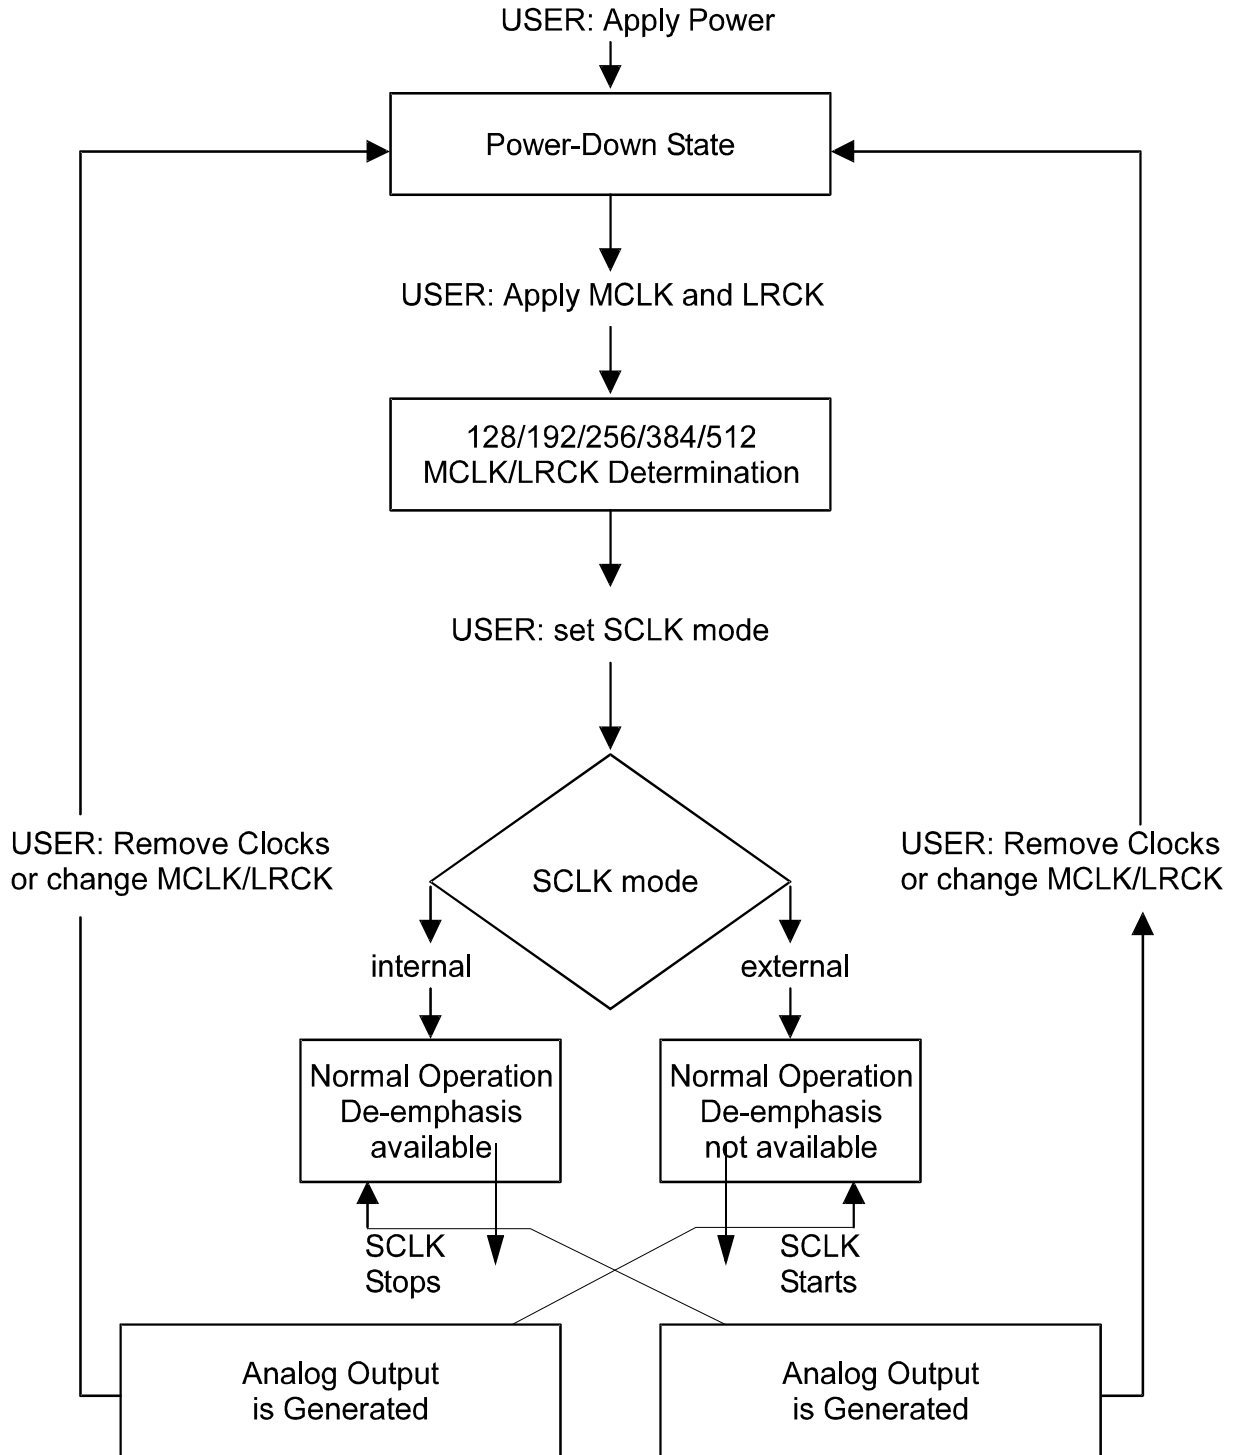 USER: Apply Power
Power-Down State
USER: Apply MCLK and LRCK
128/192/256/384/512
MCLK/LRCK Determination
USER: set SCLK mode
USER: Remove Clocks
or change MCLK/LRCK
SCLK mode
USER: Remove Clocks
or change MCLK/LRCK
internal
external
Normal Operation
De-emphasis
available
Normal Operation
De-emphasis
not available
SCLK
Stops
SCLK
Starts
Analog Output
is Generated
Analog Output
is Generated